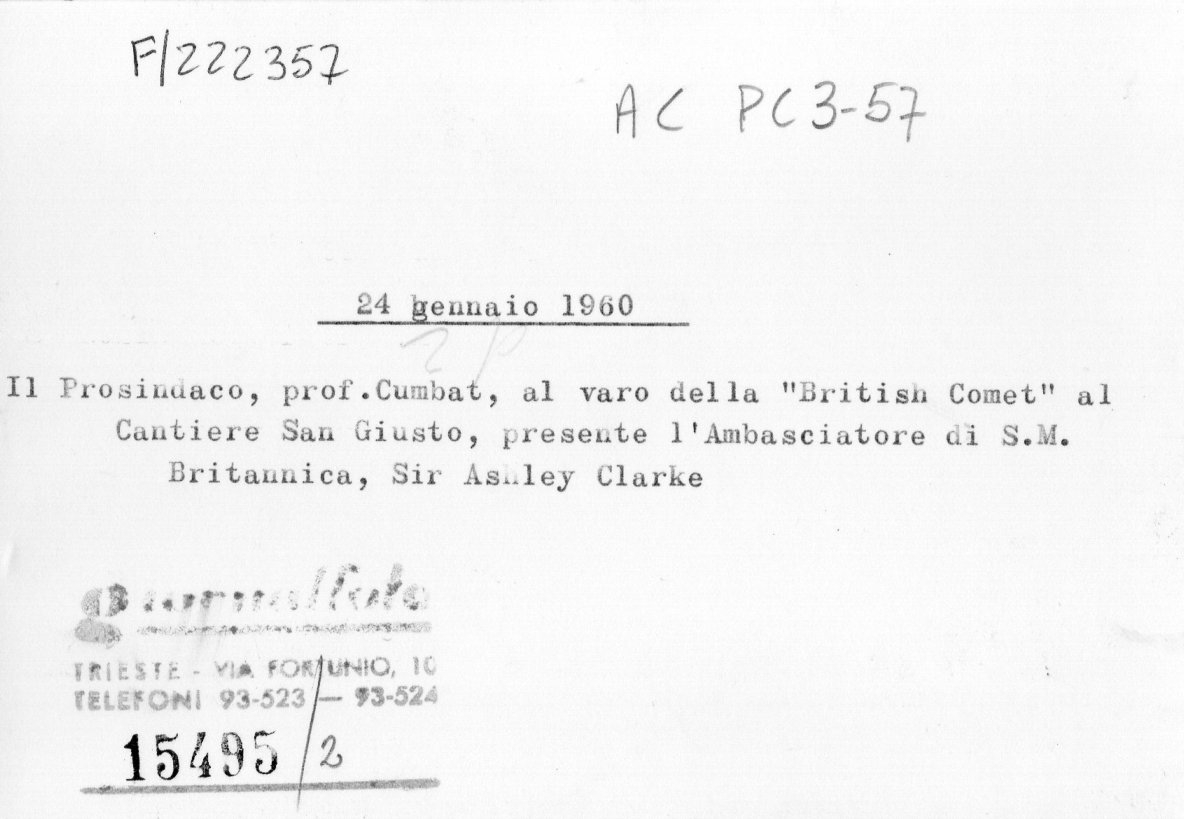 F/222357
AC PC3-57
24 gennaio 1960
Il Prosindaco, prof.Cumbat, al varo della "British Comet" al
Cantiere San Giusto, presente l'Ambasciatore di S.M.
Britannica, Sir Ashley Clarke
Giornalfoto
TRIESTE - VIA FORTUNIO, 10
TELEFONI 93-523 — 93-524
15495/2